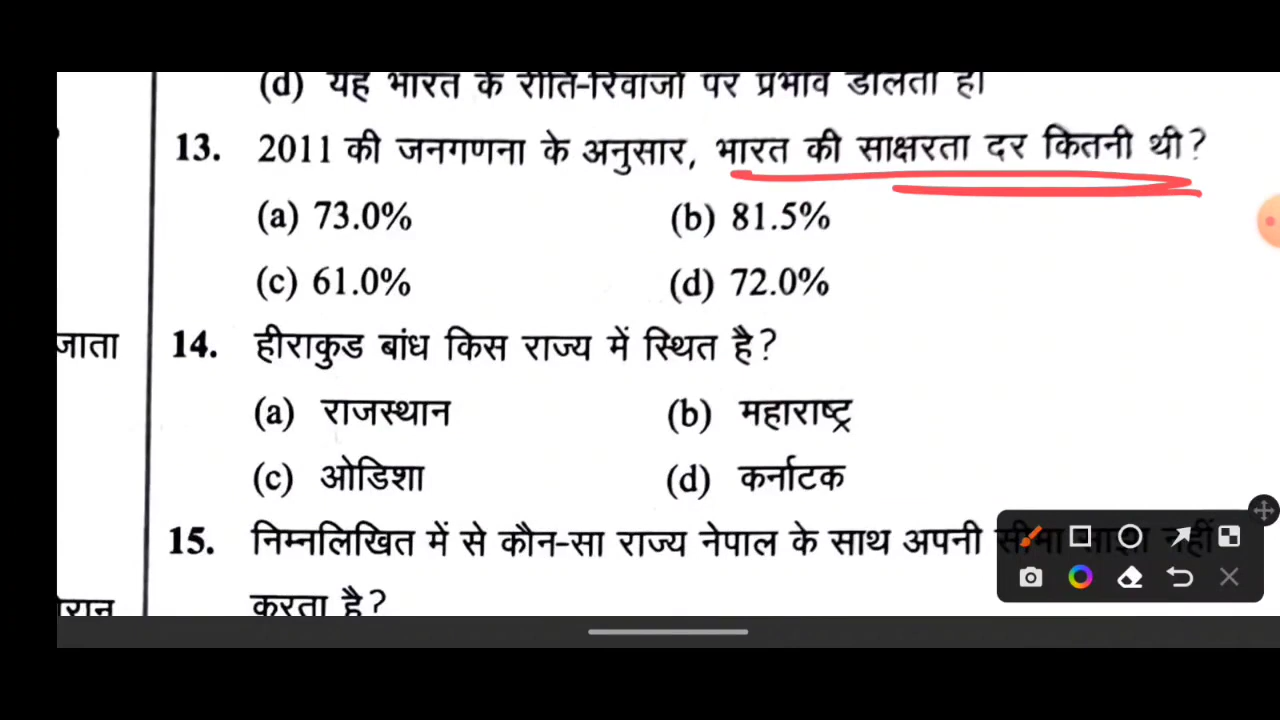 (d) यह भारत के रीति-रिवाजों पर प्रभाव डालता है।
13. 2011 की जनगणना के अनुसार, भारत की साक्षरता दर कितनी थी?
(a) 73.0% (b) 81.5%
(c) 61.0% (d) 72.0%
जाता
14. हीराकुड बांध किस राज्य में स्थित है?
(a) राजस्थान (b) महाराष्ट्र
(c) ओडिशा (d) कर्नाटक
15. निम्नलिखित में से कौन-सा राज्य नेपाल के साथ अपनी सीमा साझा नहीं
करता है?